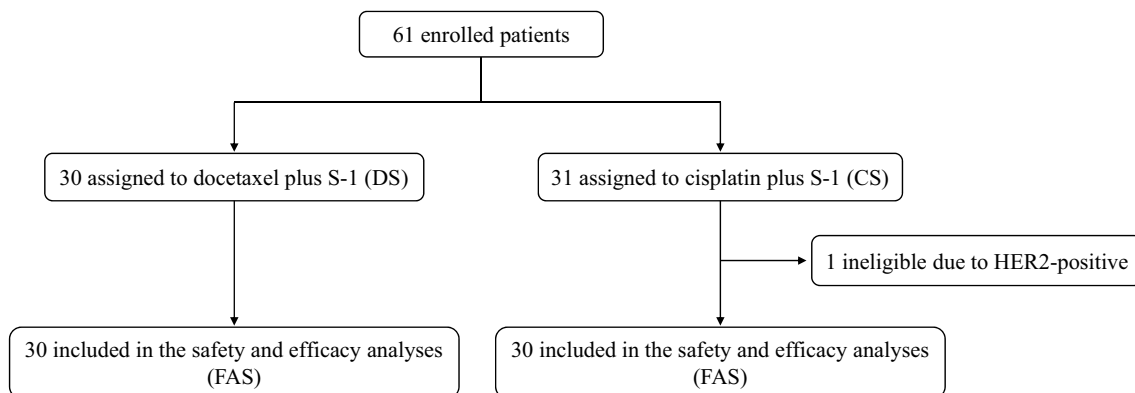 61 enrolled patients
30 assigned to docetaxel plus S-1 (DS)
31 assigned to cisplatin plus S-1 (CS)
1 ineligible due to HER2-positive
30 included in the safety and efficacy analyses
(FAS)
30 included in the safety and efficacy analyses
(FAS)